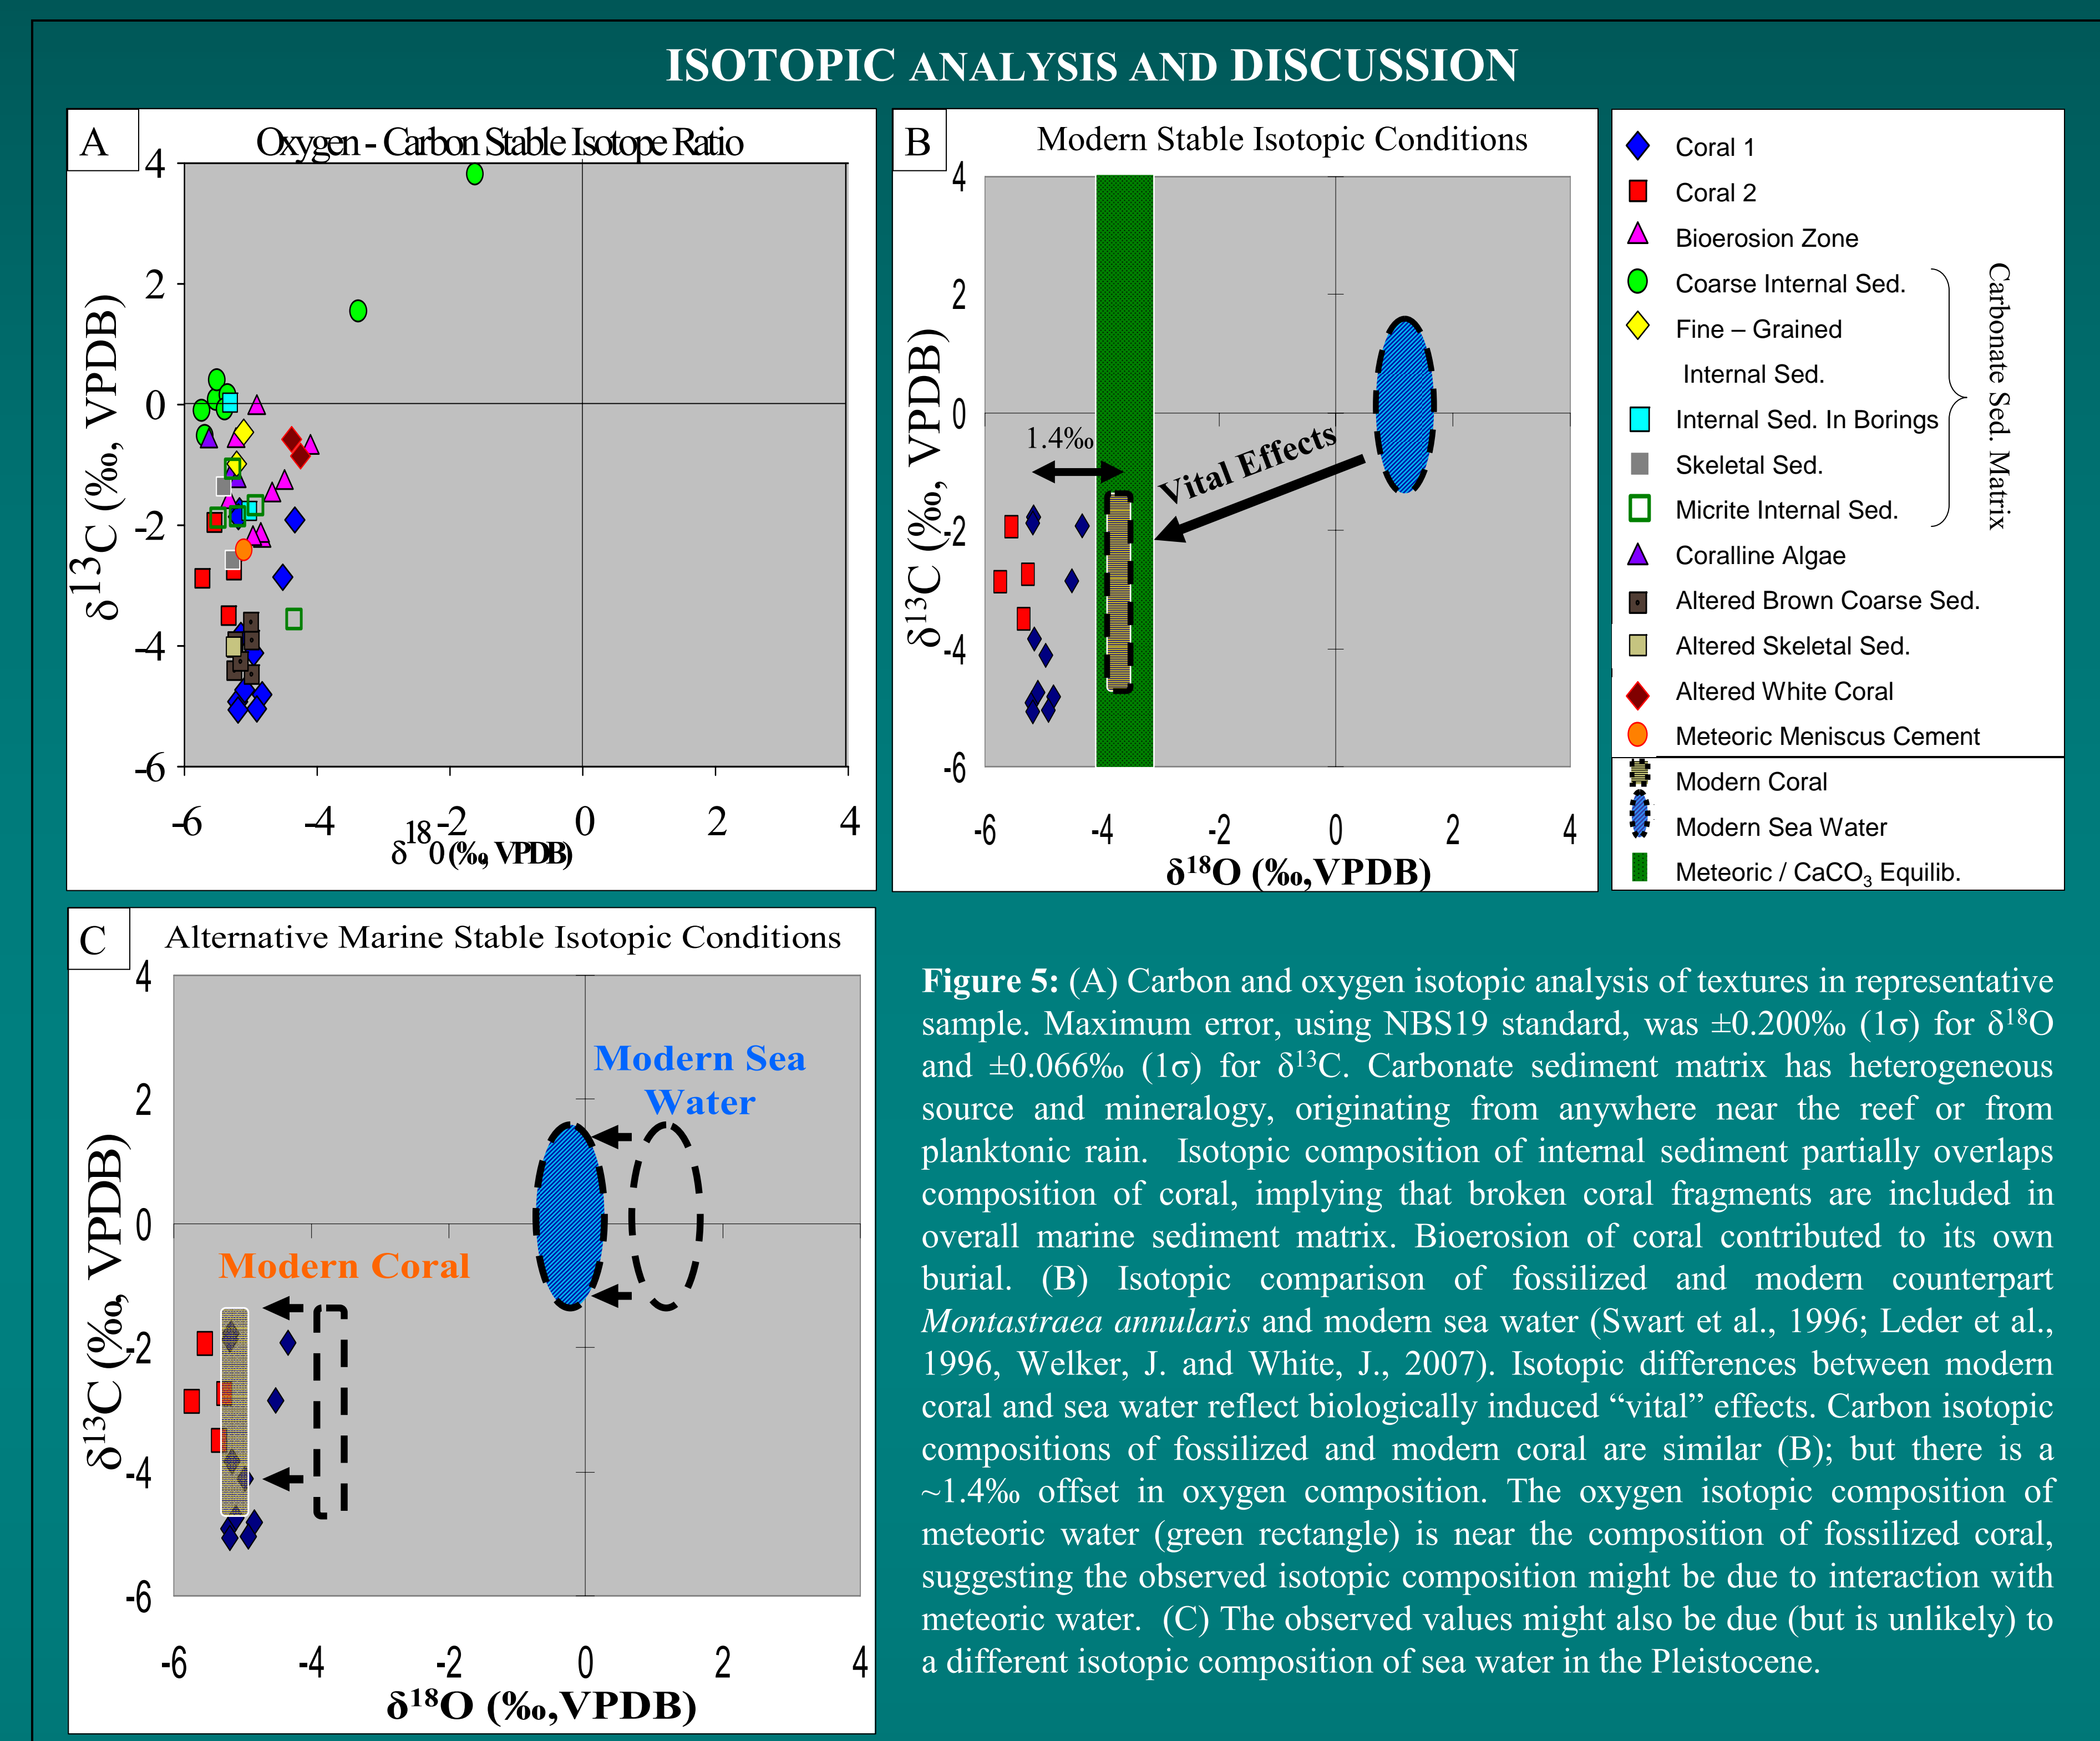 ISOTOPIC ANALYSIS AND DISCUSSION
A
Oxygen - Carbon Stable Isotope Ratio
4
2
0
-2
-4
-6
δ13C (‰, VPDB)
-6 -4 -2 0 2 4
δ18 0 (‰, VPDB)
B
Modern Stable Isotopic Conditions
4
2
0
-2
-4
-6
δ13C (‰, VPDB)
1.4‰
Vital Effects
-6 -4 -2 0 2 4
δ18O (‰,VPDB)
Coral 1
Coral 2
Bioerosion Zone
Coarse Internal Sed.
Fine – Grained
Internal Sed.
Internal Sed. In Borings
Skeletal Sed.
Micrite Internal Sed.
Carbonate Sed. Matrix
Coralline Algae
Altered Brown Coarse Sed.
Altered Skeletal Sed.
Altered White Coral
Meteoric Meniscus Cement
Modern Coral
Modern Sea Water
Meteoric / CaCO3 Equilib.
C
Alternative Marine Stable Isotopic Conditions
4
2
0
-2
-4
-6
δ13C (‰, VPDB)
Modern Sea
Water
Modern Coral
-6 -4 -2 0 2 4
δ18O (‰,VPDB)
Figure 5: (A) Carbon and oxygen isotopic analysis of textures in representative
sample. Maximum error, using NBS19 standard, was ±0.200‰ (1σ) for δ18O
and ±0.066‰ (1σ) for δ13C. Carbonate sediment matrix has heterogeneous
source and mineralogy, originating from anywhere near the reef or from
planktonic rain. Isotopic composition of internal sediment partially overlaps
composition of coral, implying that broken coral fragments are included in
overall marine sediment matrix. Bioerosion of coral contributed to its own
burial. (B) Isotopic comparison of fossilized and modern counterpart
Montastraea annularis and modern sea water (Swart et al., 1996; Leder et al.,
1996, Welker, J. and White, J., 2007). Isotopic differences between modern
coral and sea water reflect biologically induced “vital” effects. Carbon isotopic
compositions of fossilized and modern coral are similar (B); but there is a
~1.4‰ offset in oxygen composition. The oxygen isotopic composition of
meteoric water (green rectangle) is near the composition of fossilized coral,
suggesting the observed isotopic composition might be due to interaction with
meteoric water. (C) The observed values might also be due (but is unlikely) to
a different isotopic composition of sea water in the Pleistocene.